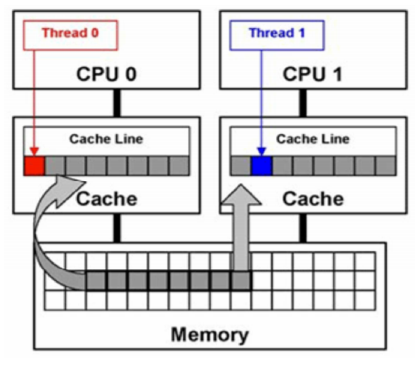 Thread 0
Thread 1
CPU 0
CPU 1
Cache Line
Cache Line
Cache
Cache
Memory